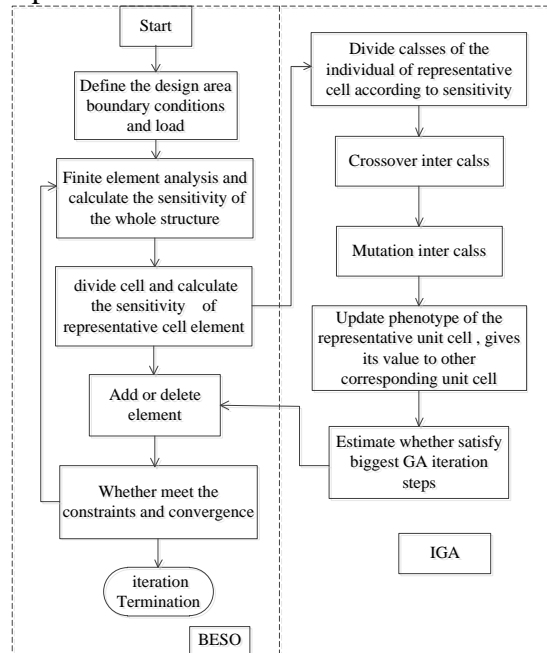 Start
Define the design area
boundary conditions
and load
Finite element analysis and
calculate the sensitivity of
the whole structure
divide cell and calculate
the sensitivity of
representative cell element
Add or delete
element
Whether meet the
constraints and convergence
iteration
Termination
BESO
Divide calsses of the
individual of representative
cell according to sensitivity
Crossover inter calss
Mutation inter calss
Update phenotype of the
representative unit cell , gives
its value to other
corresponding unit cell
Estimate whether satisfy
biggest GA iteration
steps
IGA